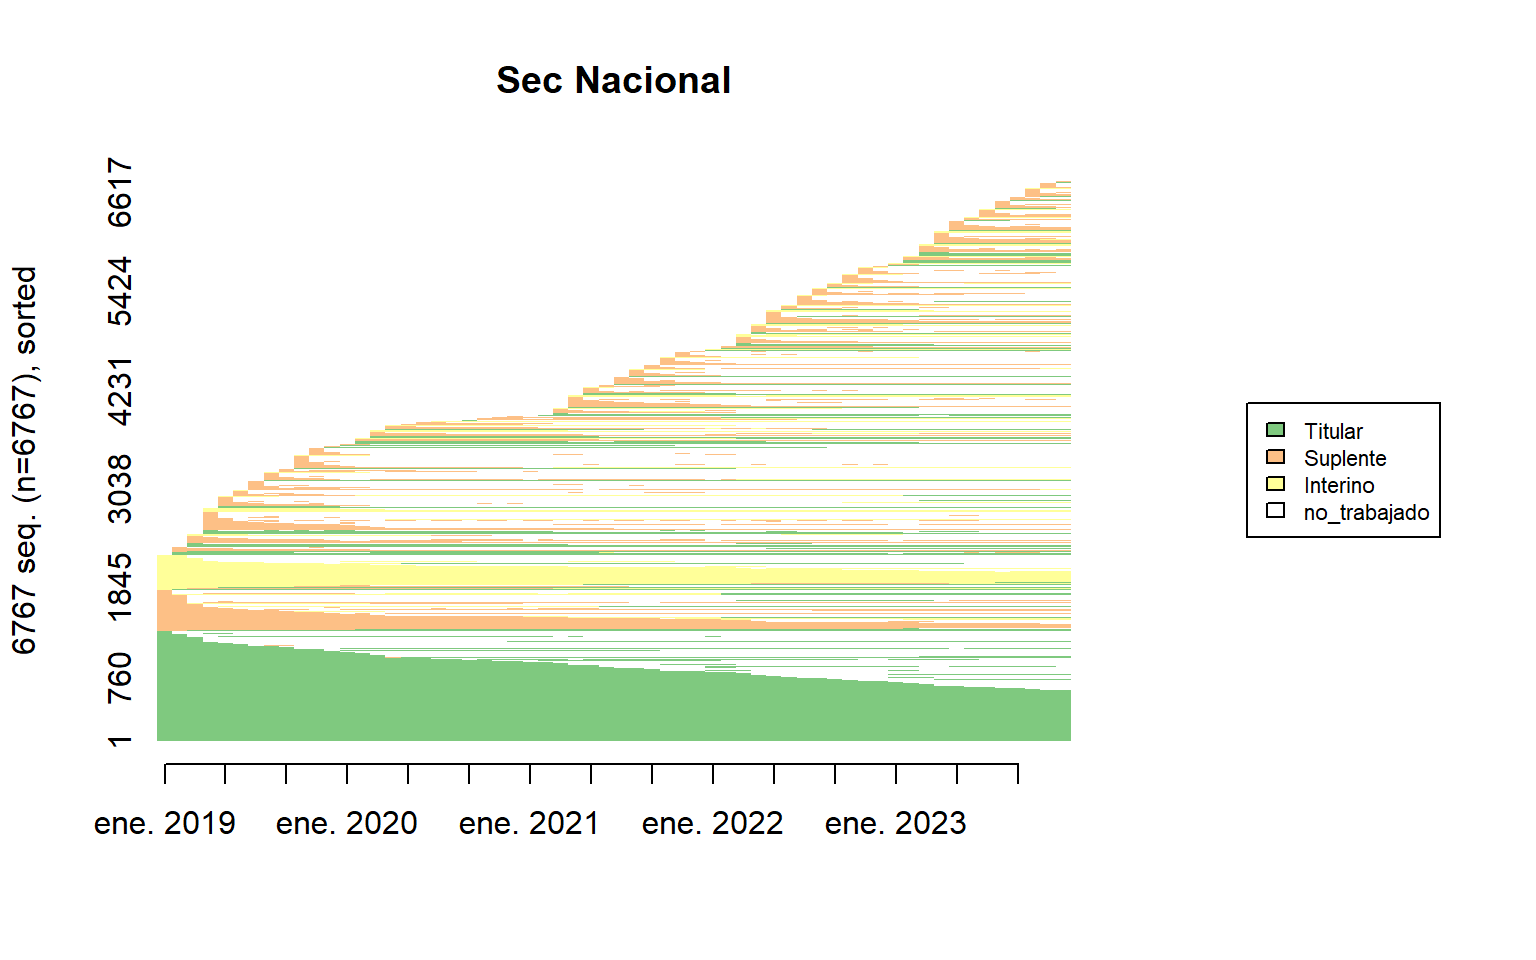 Sec Nacional
6767 seq. (n=6767), sorted
6617
5424
4231
3038
1845
760
1
ene. 2019 ene. 2020 ene. 2021 ene. 2022 ene. 2023
Titular
Suplente
Interino
no_trabajado